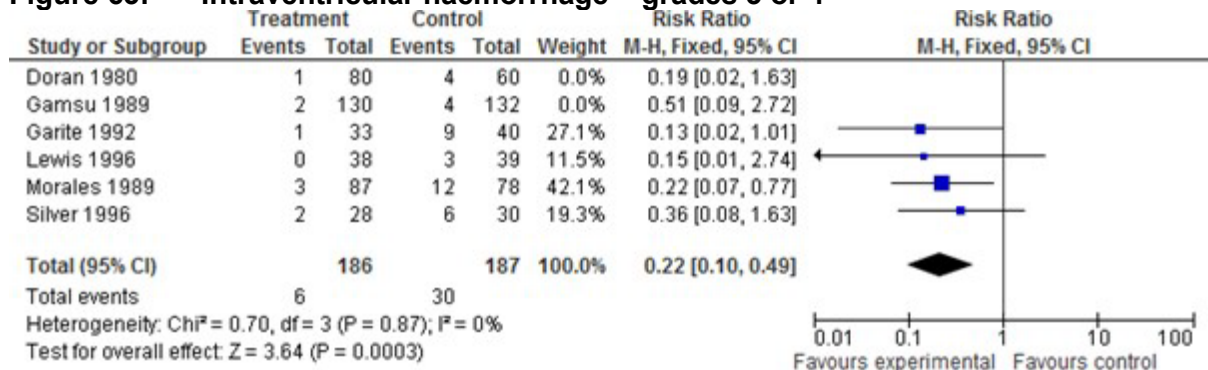 Treatment Control Risk Ratio Risk Ratio
Study or Subgroup Events Total Events Total Weight M-H, Fixed, 95% CI M-H, Fixed, 95% CI
Doran 1980 1 80 4 60 0.0% 0.19 [0.02, 1.63]
Gamsu 1989 2 130 4 132 0.0% 0.51 [0.09, 2.72]
Garite 1992 1 33 9 40 27.1% 0.13 [0.02, 1.01]
Lewis 1996 0 38 3 39 11.5% 0.15 [0.01, 2.74]
Morales 1989 3 87 12 78 42.1% 0.22 [0.07, 0.77]
Silver 1996 2 28 6 30 19.3% 0.36 [0.08, 1.63]
Total (95% CI) 186 187 100.0% 0.22 [0.10, 0.49]
Total events 6 30
Heterogeneity: Chi² = 0.70, df = 3 (P = 0.87); I² = 0%
Test for overall effect: Z = 3.64 (P = 0.0003)
0.01 0.1 1 10 100
Favours experimental Favours control